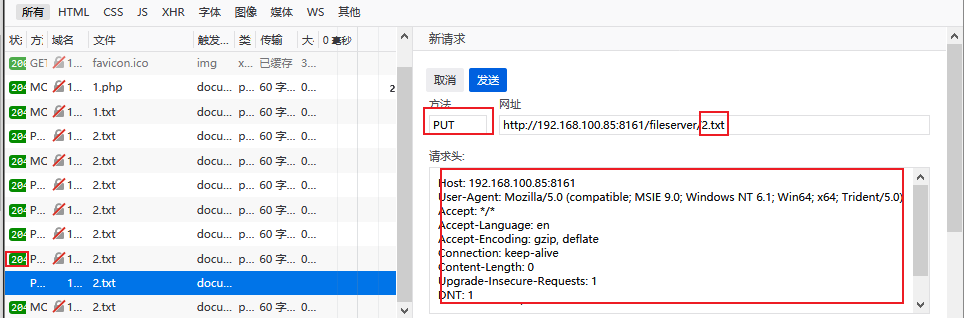 所有 HTML CSS JS XHR 字体 图像 媒体 WS 其他
方 域名 文件 触发... 类 传输 大 0 毫秒
GET 1... favicon.ico img x... 已缓存 3...
204 MO 1... 1.php docu... p... 60 字... 0... 2
204 MO 1... 1.txt docu... p... 60 字... 0...
204 P... 1... 2.txt docu... p... 60 字... 0...
204 MO 1... 2.txt docu... p... 60 字... 0...
204 P... 1... 2.txt docu... p... 60 字... 0...
204 P... 1... 2.txt docu... p... 60 字... 0...
204 P... 1... 2.txt docu... p... 60 字... 0...
204 P... 1... 2.txt docu... p... 60 字... 0...
P... 1... 2.txt docu...
204 MO 1... 2.txt docu... p... 60 字... 0...
新请求
取消 发送
方法 网址
PUT http://192.168.100.85:8161/fileserver/2.txt
请求头:
Host: 192.168.100.85:8161
User-Agent: Mozilla/5.0 (compatible; MSIE 9.0; Windows NT 6.1; Win64; x64; Trident/5.0)
Accept: */*
Accept-Language: en
Accept-Encoding: gzip, deflate
Connection: keep-alive
Content-Length: 0
Upgrade-Insecure-Requests: 1
DNT: 1